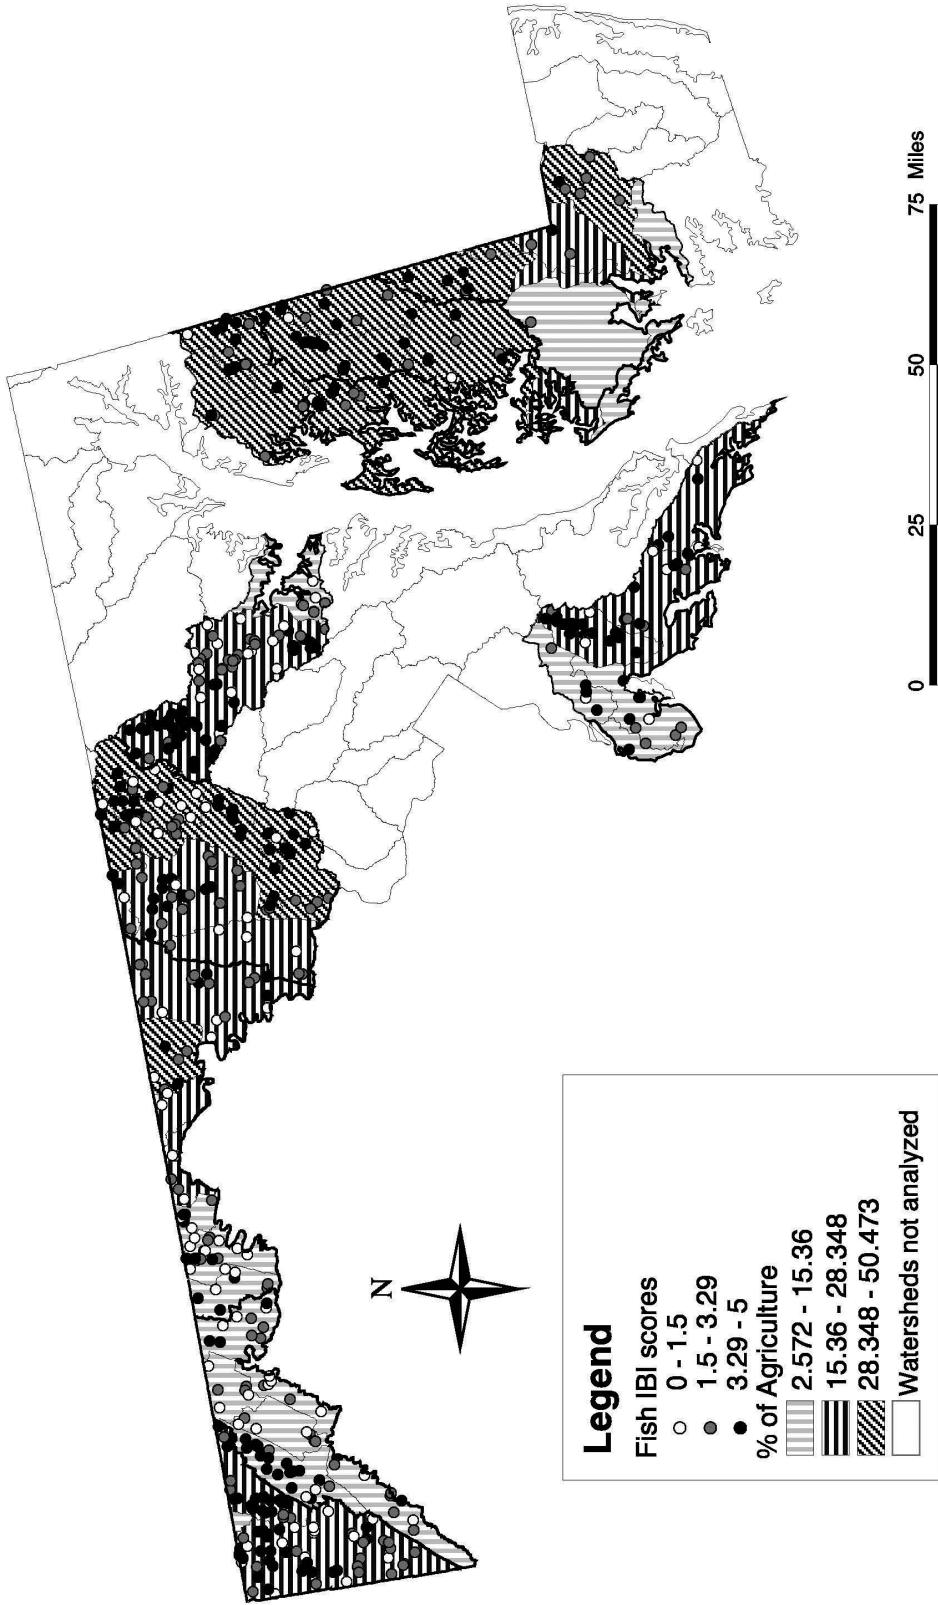 N
Legend
Fish IBI scores
0 - 1.5
1.5 - 3.29
3.29 - 5
% of Agriculture
2.572 - 15.36
15.36 - 28.348
28.348 - 50.473
Watersheds not analyzed
0 25 50 75 Miles